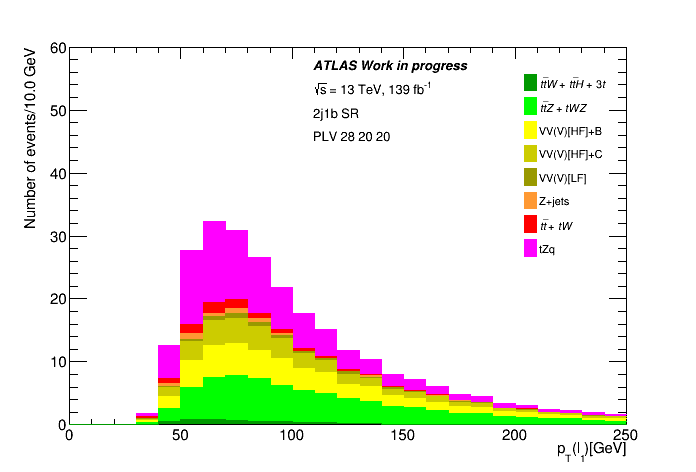 60
50
40
30
20
10
0
Number of events/10.0 GeV
ATLAS Work in progress
√s = 13 TeV, 139 fb⁻¹
2j1b SR
PLV 28 20 20
tt̄W + tt̄H + 3t
tt̄Z + tWZ
VV(V)[HF]+B
VV(V)[HF]+C
VV(V)[LF]
Z+jets
tt̄ + tW
tZq
0 50 100 150 200 250
p_T(l_1)[GeV]